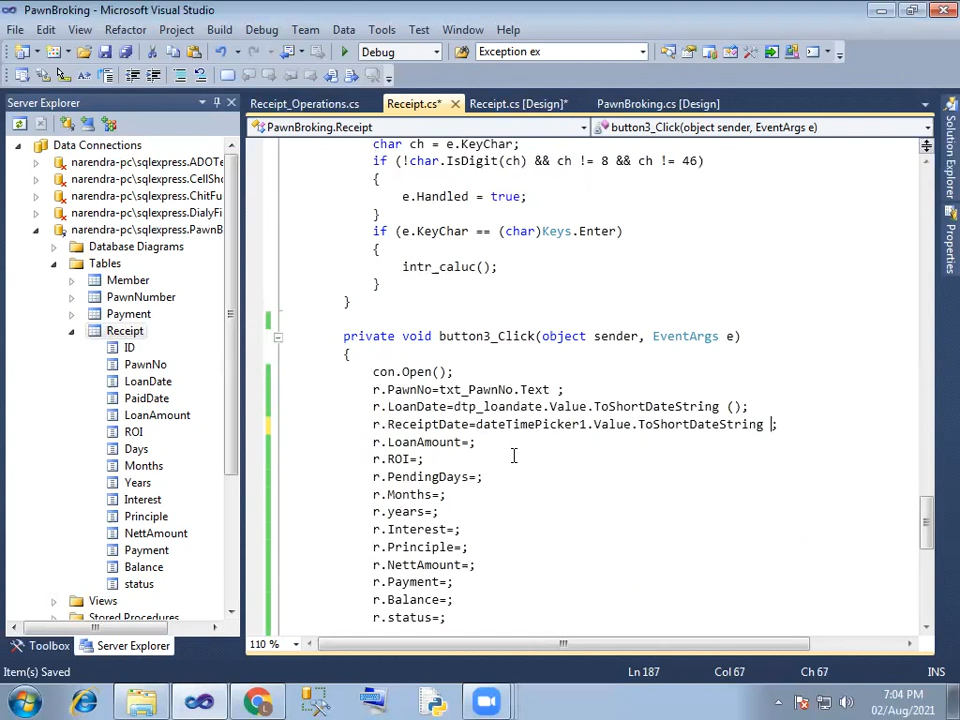 PawnBroking - Microsoft Visual Studio
File Edit View Refactor Project Build Debug Team Data Tools Test Window Help
Debug Exception ex
Server Explorer
Receipt_Operations.cs Receipt.cs* Receipt.cs [Design]* PawnBroking.cs [Design]
PawnBroking.Receipt button3_Click(object sender, EventArgs e)
Data Connections
narendra-pc\sqlexpress.ADOTe
narendra-pc\sqlexpress.CellSho
narendra-pc\sqlexpress.ChitFu
narendra-pc\sqlexpress.DialyFi
narendra-pc\sqlexpress.PawnB
Database Diagrams
Tables
Member
PawnNumber
Payment
Receipt
ID
PawnNo
LoanDate
PaidDate
LoanAmount
ROI
Days
Months
Years
Interest
Principle
NettAmount
Payment
Balance
status
Views
Stored Procedures
Toolbox Server Explorer
char ch = e.KeyChar;
if (!char.IsDigit(ch) && ch != 8 && ch != 46)
{
e.Handled = true;
}
if (e.KeyChar == (char)Keys.Enter)
{
intr_caluc();
}
}
private void button3_Click(object sender, EventArgs e)
{
con.Open();
r.PawnNo=txt_PawnNo.Text ;
r.LoanDate=dtp_loandate.Value.ToShortDateString ();
r.ReceiptDate=dateTimePicker1.Value.ToShortDateString ;
r.LoanAmount=;
r.ROI=;
r.PendingDays=;
r.Months=;
r.years=;
r.Interest=;
r.Principle=;
r.NettAmount=;
r.Payment=;
r.Balance=;
r.status=;
110 %
Solution Explorer
Properties
Item(s) Saved Ln 187 Col 67 Ch 67 INS
7:04 PM
02/Aug/2021